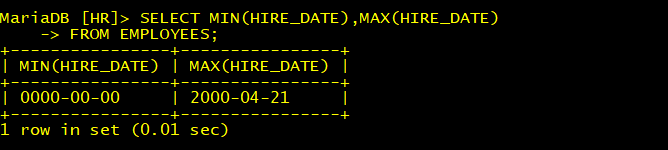 MariaDB [HR]> SELECT MIN(HIRE_DATE),MAX(HIRE_DATE)
    -> FROM EMPLOYEES;
+----------------+----------------+
| MIN(HIRE_DATE) | MAX(HIRE_DATE) |
+----------------+----------------+
| 0000-00-00     | 2000-04-21     |
+----------------+----------------+
1 row in set (0.01 sec)